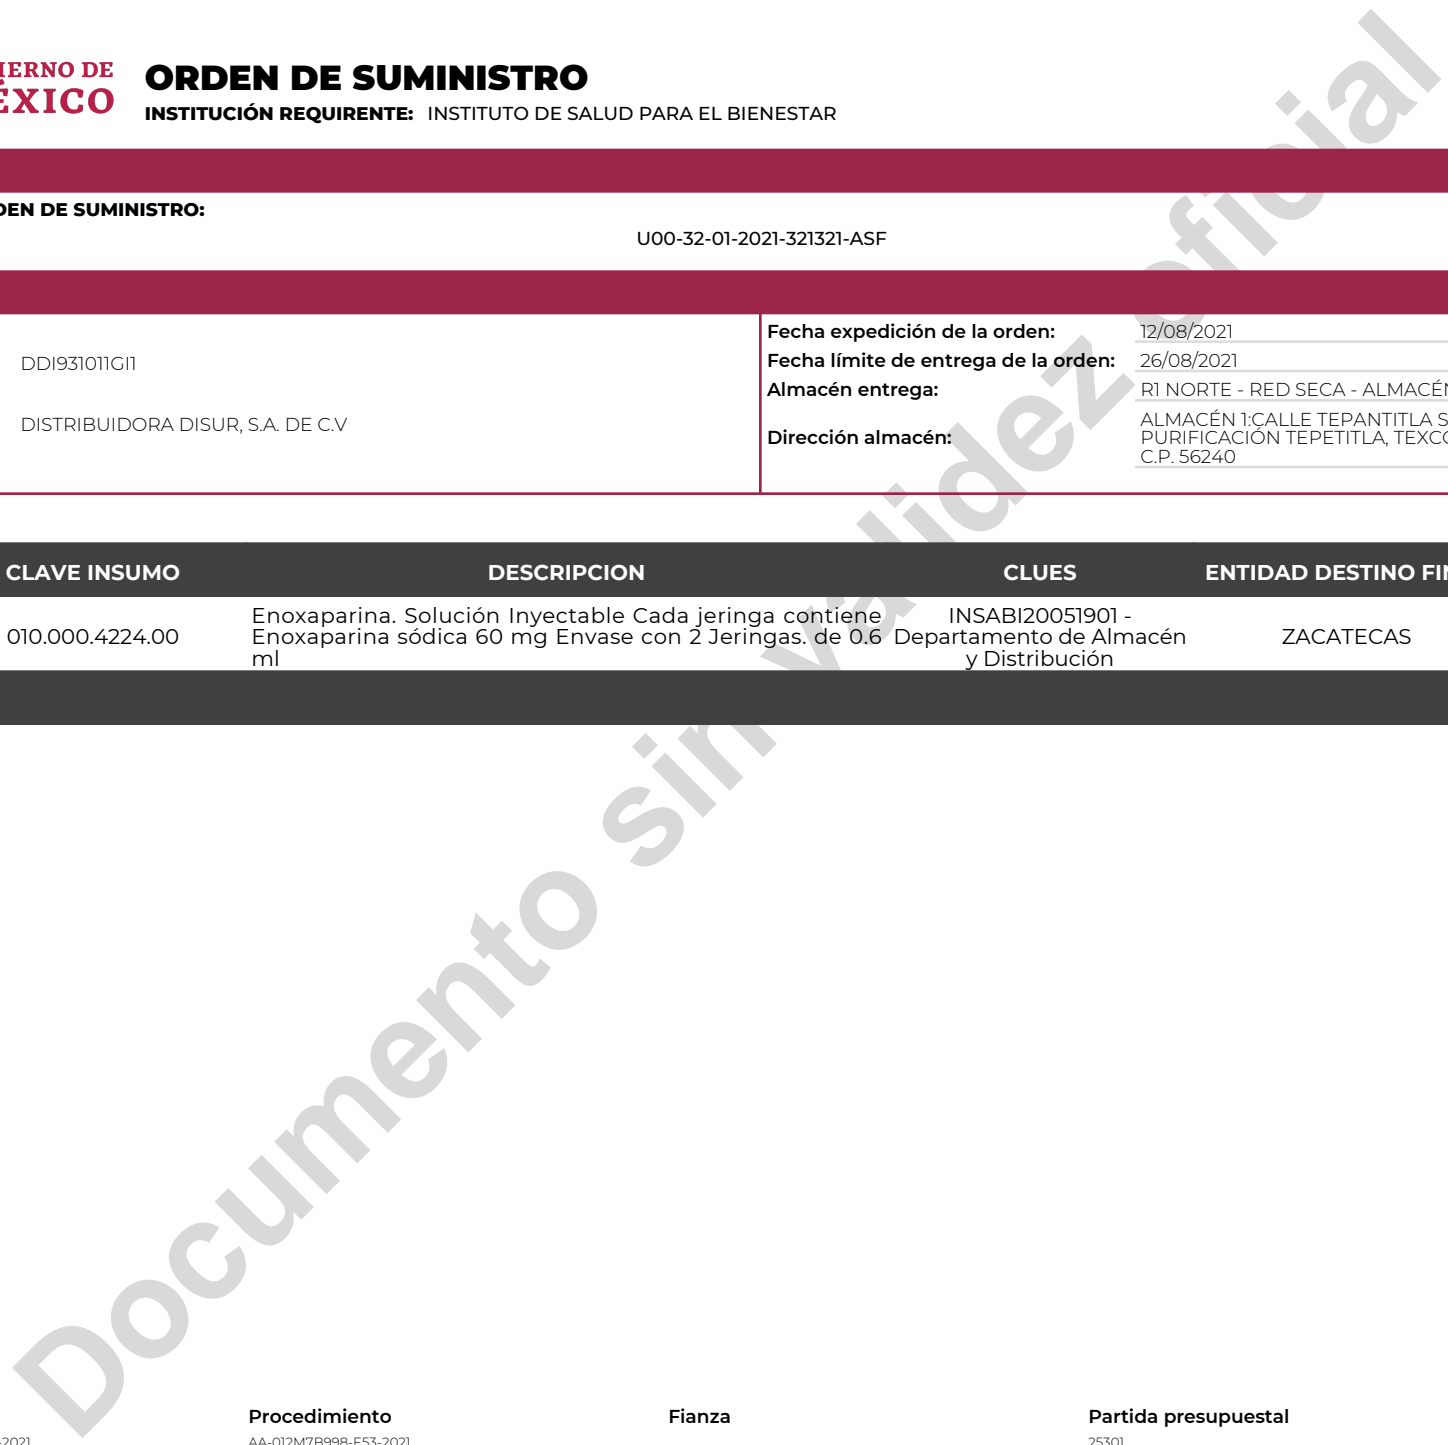 ORDEN DE SUMINISTRO
INSTITUCIÓN REQUIRENTE: INSTITUTO DE SALUD PARA EL BIENESTAR
DE
DE SUMINISTRO:
U00-32-01-2021-321321-ASF
DDI931011GI1
DISTRIBUIDORA DISUR, S.A. DE C.V
Fecha expedición de la orden: 12/08/2021
Fecha límite de entrega de la orden: 26/08/2021
Almacén entrega: R1 NORTE - RED SECA - ALMACÉN
Dirección almacén: ALMACÉN 1:CALLE TEPANTITLA
PURIFICACIÓN TEPETITLA,
C.P. 56240
CLAVE INSUMO DESCRIPCION CLUES ENTIDAD DESTINO
010.000.4224.00
Enoxaparina. Solución Inyectable Cada jeringa contiene
Enoxaparina sódica 60 mg Envase con 2 Jeringas. de 0.6
ml
INSABI20051901 -
Departamento de Almacén
y Distribución
ZACATECAS
Documento sin validez oficial
Procedimiento Fianza Partida presupuestal
AA-012M7B998-E53-2021 25301